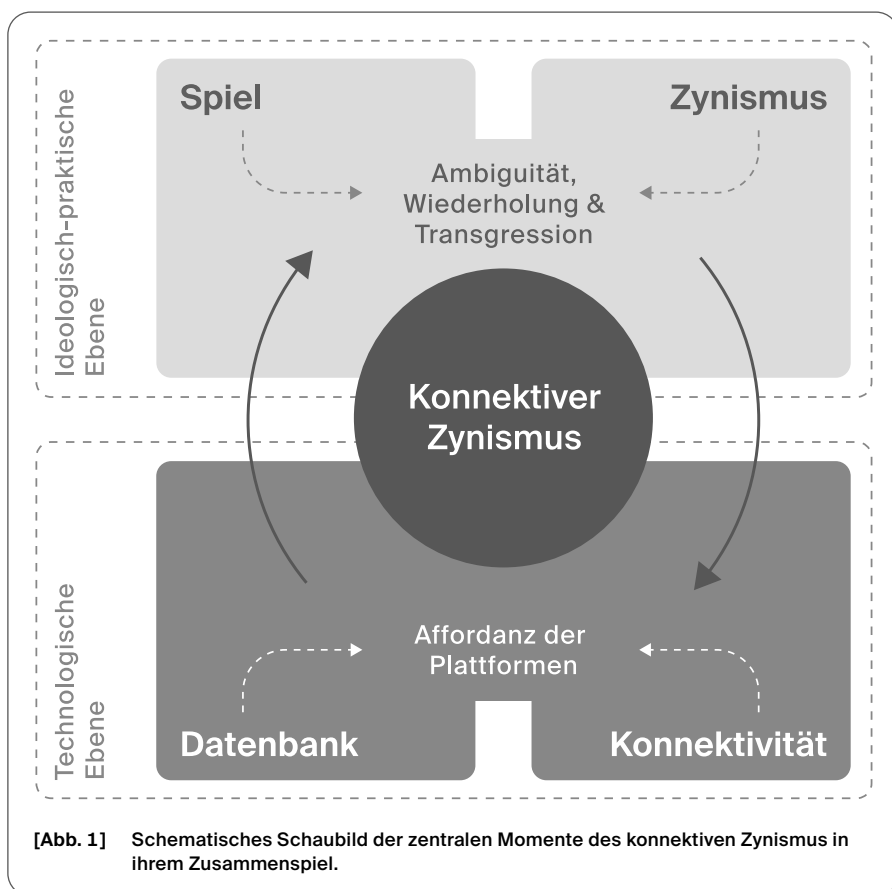 Ideologisch-praktische
Ebene
Spiel
Zynismus
Ambiguität,
Wiederholung &
Transgression
Konnektiver
Zynismus
Technologische
Ebene
Affordanz der
Plattformen
Datenbank
Konnektivität
[Abb. 1] Schematisches Schaubild der zentralen Momente des konnektiven Zynismus in
ihrem Zusammenspiel.